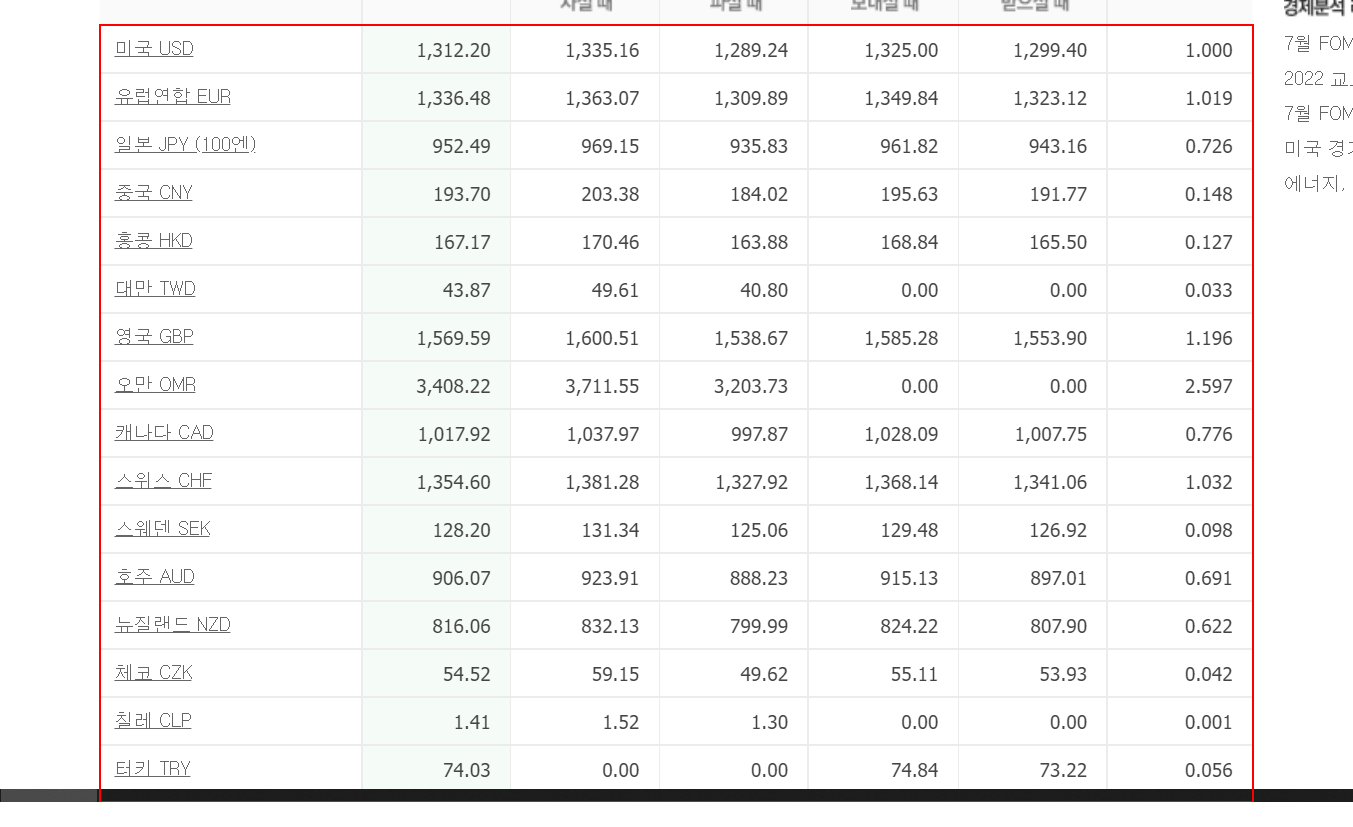 사실 때 파실 때 보내실 때 받으실 때
미국 USD 1,312.20 1,335.16 1,289.24 1,325.00 1,299.40 1.000
유럽연합 EUR 1,336.48 1,363.07 1,309.89 1,349.84 1,323.12 1.019
일본 JPY (100엔) 952.49 969.15 935.83 961.82 943.16 0.726
중국 CNY 193.70 203.38 184.02 195.63 191.77 0.148
홍콩 HKD 167.17 170.46 163.88 168.84 165.50 0.127
대만 TWD 43.87 49.61 40.80 0.00 0.00 0.033
영국 GBP 1,569.59 1,600.51 1,538.67 1,585.28 1,553.90 1.196
오만 OMR 3,408.22 3,711.55 3,203.73 0.00 0.00 2.597
캐나다 CAD 1,017.92 1,037.97 997.87 1,028.09 1,007.75 0.776
스위스 CHF 1,354.60 1,381.28 1,327.92 1,368.14 1,341.06 1.032
스웨덴 SEK 128.20 131.34 125.06 129.48 126.92 0.098
호주 AUD 906.07 923.91 888.23 915.13 897.01 0.691
뉴질랜드 NZD 816.06 832.13 799.99 824.22 807.90 0.622
체코 CZK 54.52 59.15 49.62 55.11 53.93 0.042
칠레 CLP 1.41 1.52 1.30 0.00 0.00 0.001
터키 TRY 74.03 0.00 0.00 74.84 73.22 0.056
경제분석
7월 FOM
2022 교
7월 FOM
미국 경
에너지,